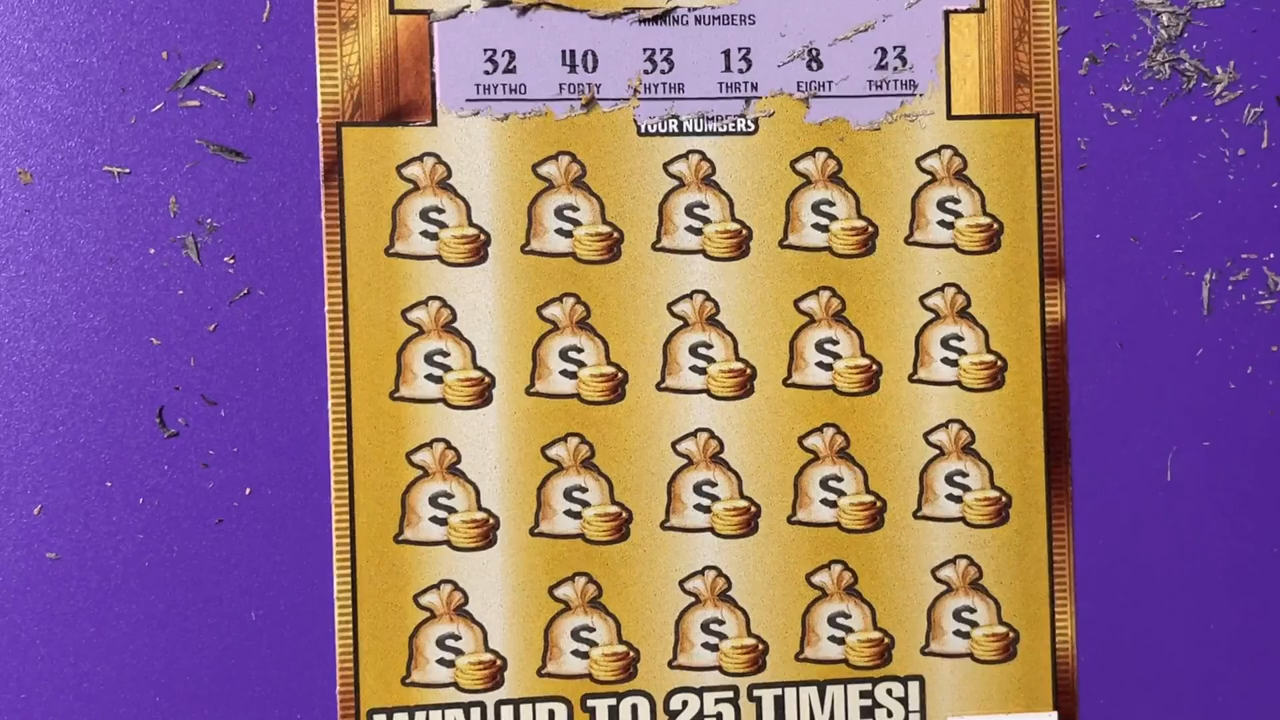 WINNING NUMBERS
32 40 33 13 8 23
THYTWO FORTY THYTHR THRTN EIGHT TWYTHR
YOUR NUMBERS
$ $ $ $ $
$ $ $ $ $
$ $ $ $ $
$ $ $ $ $
WIN UP TO 25 TIMES!